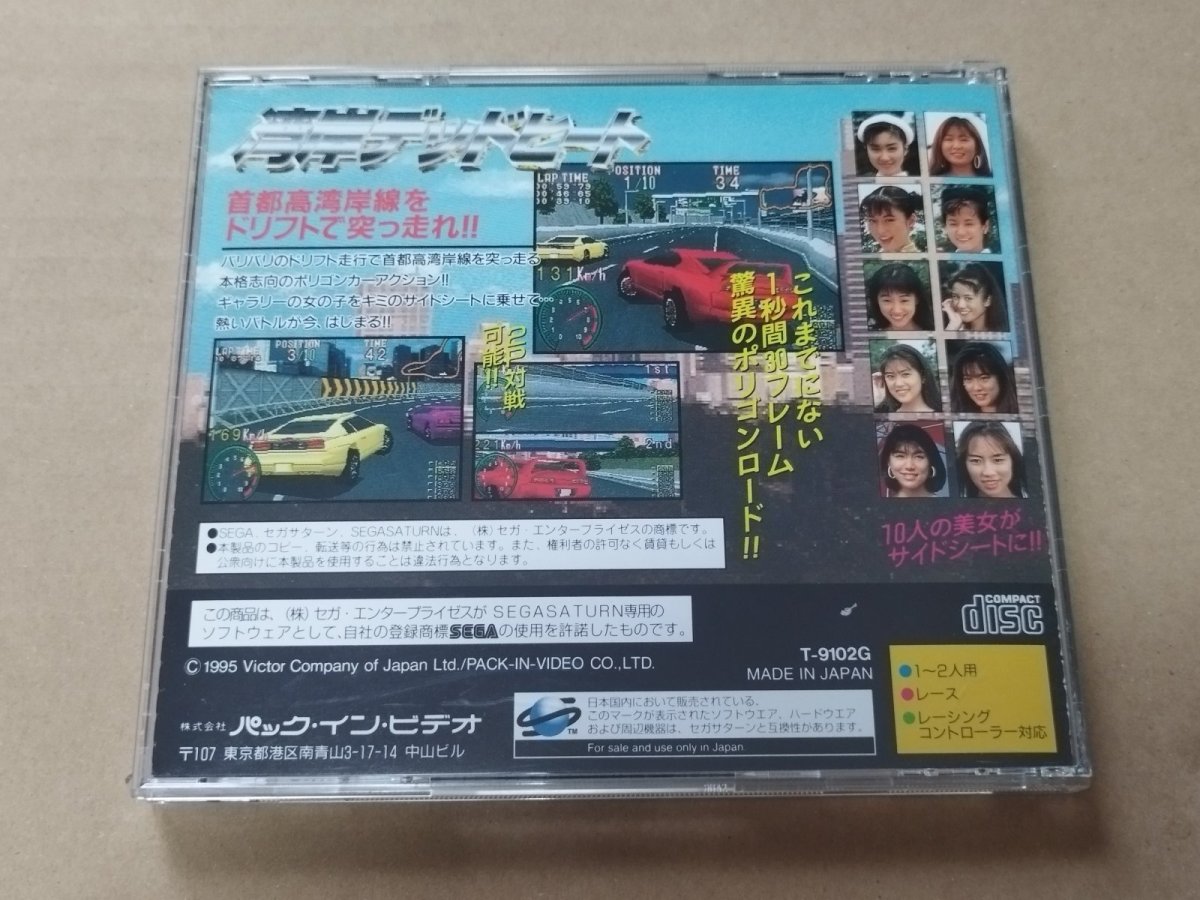 湾岸デッドヒート
首都高湾岸線を
ドリフトで突っ走れ!!
バリバリのドリフト走行で首都高湾岸線を突っ走る
本格志向のポリゴンカーアクション!!
キャラリーの女の子をキミのサイドシートに乗せて…
熱いバトルが今、はじまる!!
LAP TIME
POSITION
1/10
TIME
34
131Km/h
これまでにない
1秒間30フレーム
驚異のポリゴンロード!!
LAP TIME
POSITION
3/10
TIME
42
169Km/h
対戦
可能!!
1st
221Km/h
2nd
10人の美女が
サイドシートに!!
●SEGA、セガサターン、SEGASATURNは、(株)セガ・エンタープライゼスの商標です。
●本製品のコピー、転送等の行為は禁止されています。また、権利者の許可なく賃貸もしくは
公衆向けに本製品を使用することは違法行為となります。
この商品は、(株)セガ・エンタープライゼスがSEGASATURN専用の
ソフトウェアとして、自社の登録商標SEGAの使用を許諾したものです。
COMPACT
disc
©1995 Victor Company of Japan Ltd./PACK-IN-VIDEO CO.,LTD.
T-9102G
MADE IN JAPAN
●1〜2人用
●レース
●レーシング
コントローラー対応
株式会社 パック・イン・ビデオ
〒107 東京都港区南青山3-17-14 中山ビル
TM
日本国内において販売されている、
このマークが表示されたソフトウエア、ハードウエア
および周辺機器は、セガサターンと互換性があります。
For sale and use only in Japan.